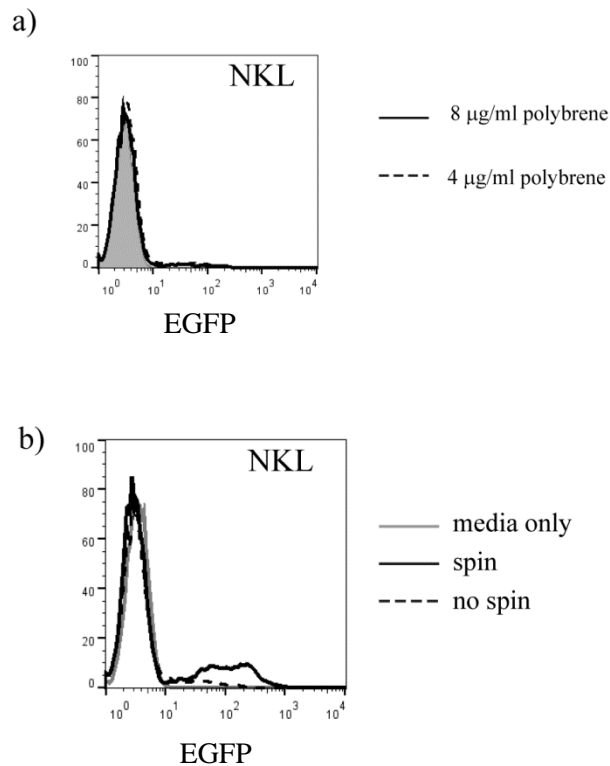 a)
NKL
100
80
60
40
20
0
10⁰ 10¹ 10² 10³ 10⁴
EGFP
8 µg/ml polybrene
4 µg/ml polybrene
b)
NKL
100
80
60
40
20
0
10⁰ 10¹ 10² 10³ 10⁴
EGFP
media only
spin
no spin